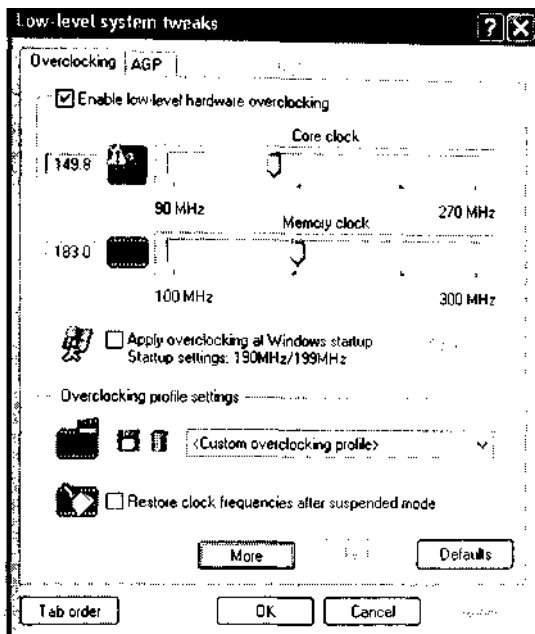 Low-level system tweaks
Overclocking AGP
Enable low-level hardware overclocking
Core clock
149.8
90 MHz 270 MHz
Memory clock
183.0
100 MHz 300 MHz
Apply overclocking at Windows startup
Startup settings: 190MHz/199MHz
Overclocking profile settings
<Custom overclocking profile>
Restore clock frequencies after suspended mode
More Defaults
Tab order OK Cancel